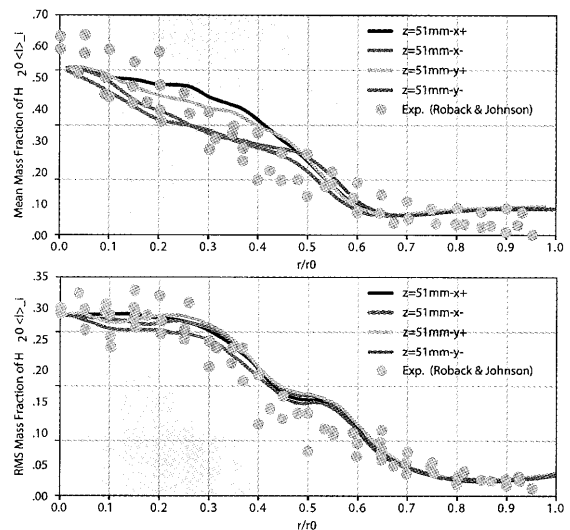 .70
.50
.40
.30
.20
.10
.00
Mean Mass Fraction of H 20 <I>_i
0.0 0.1 0.2 0.3 0.4 0.5 0.6 0.7 0.8 0.9 1.0
r/r0
z=51mm-x+
z=51mm-x-
z=51mm-y+
z=51mm-y-
Exp. (Roback & Johnson)
.35
.30
.25
.20
.15
.10
.05
.00
RMS Mass Fraction of H 20 <I>_i
0.0 0.1 0.2 0.3 0.4 0.5 0.6 0.7 0.8 0.9 1.0
r/r0
z=51mm-x+
z=51mm-x-
z=51mm-y+
z=51mm-y-
Exp. (Roback & Johnson)